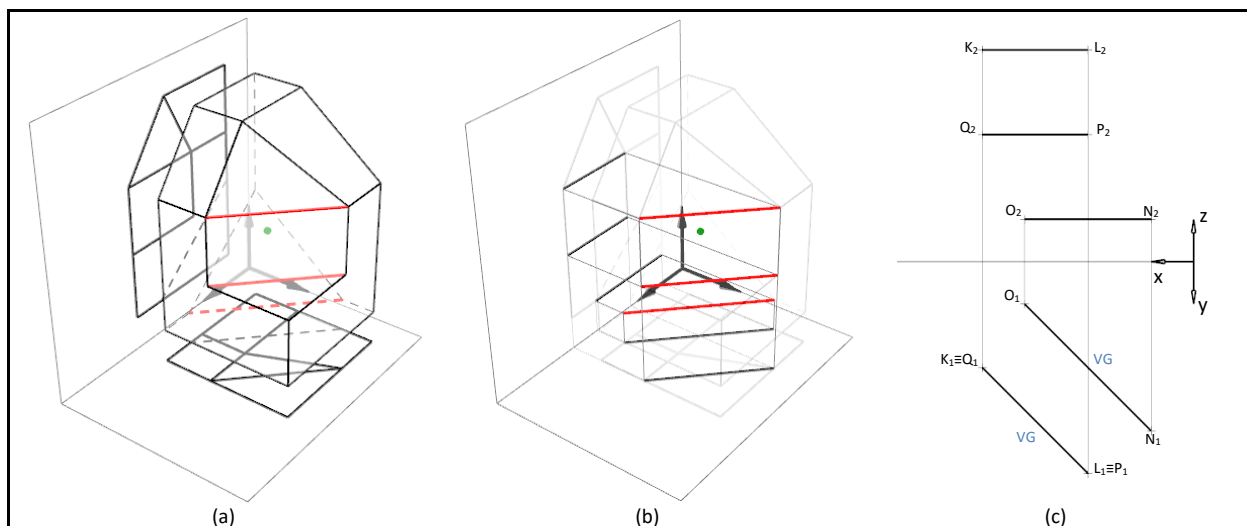 K₂ L₂
Q₂ P₂
O₂ N₂ z
x
O₁ y
K₁≡Q₁ VG
VG N₁
L₁≡P₁
(a) (b) (c)